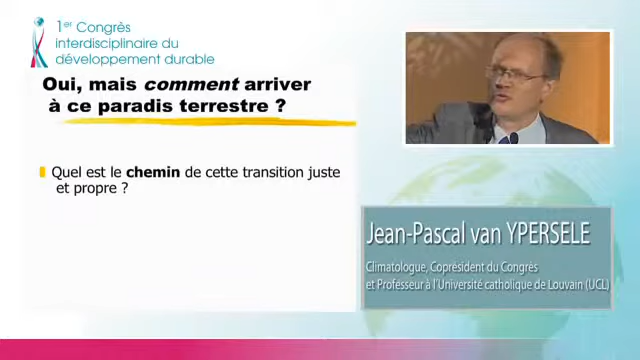 1er Congrès
interdisciplinaire du
développement durable
Oui, mais comment arriver
à ce paradis terrestre ?
Quel est le chemin de cette transition juste
et propre ?
Jean-Pascal van YPERSELE
Climatologue, Coprésident du Congrès
et Professeur à l'Université catholique de Louvain (UCL)